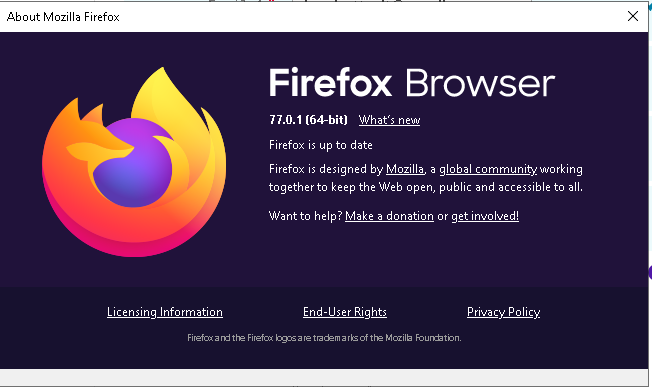 About Mozilla Firefox
Firefox Browser
77.0.1 (64-bit) What's new
Firefox is up to date
Firefox is designed by Mozilla, a global community working
together to keep the Web open, public and accessible to all.
Want to help? Make a donation or get involved!
Licensing Information End-User Rights Privacy Policy
Firefox and the Firefox logos are trademarks of the Mozilla Foundation.